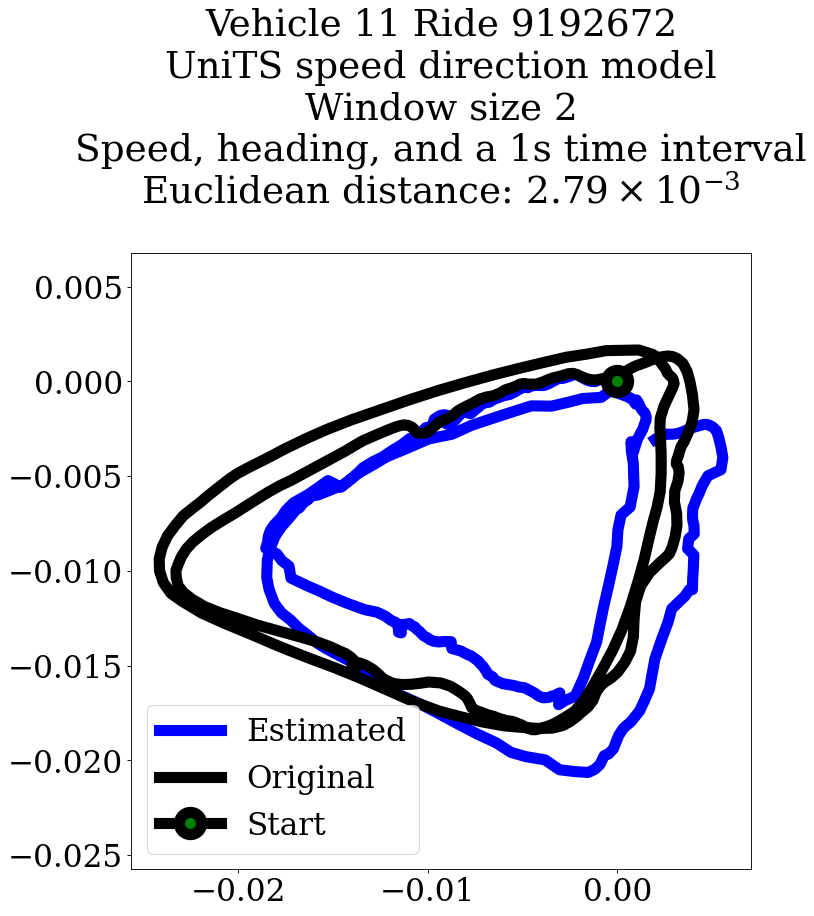 Vehicle 11 Ride 9192672
UniTS speed direction model
Window size 2
Speed, heading, and a 1s time interval
Euclidean distance: 2.79 × 10⁻³
0.005
0.000
−0.005
−0.010
−0.015
−0.020
−0.025
Estimated
Original
Start
−0.02
−0.01
0.00